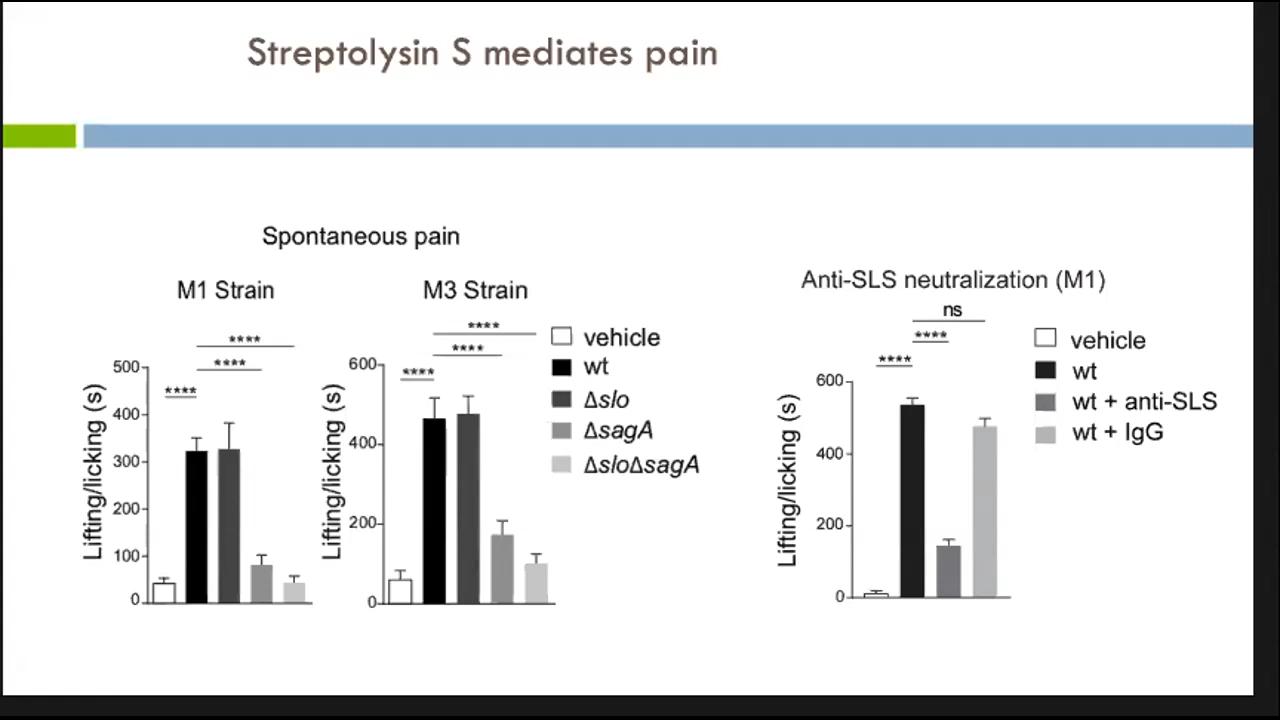 Streptolysin S mediates pain
Spontaneous pain
M1 Strain
****
****
****
500
400
300
200
100
0
Lifting/licking (s)
M3 Strain
****
****
****
600
400
200
0
Lifting/licking (s)
vehicle
wt
Δslo
ΔsagA
ΔsloΔsagA
Anti-SLS neutralization (M1)
ns
****
****
600
400
200
0
Lifting/licking (s)
vehicle
wt
wt + anti-SLS
wt + IgG